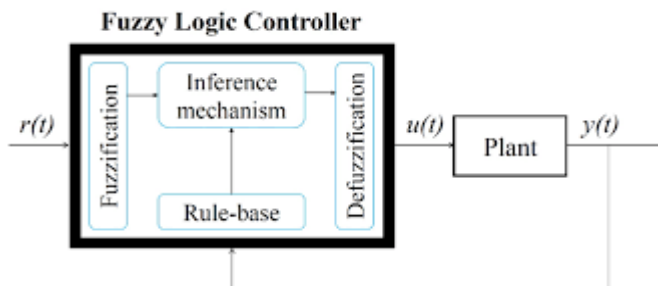 Fuzzy Logic Controller
r(t)
Fuzzification
Inference
mechanism
Rule-base
Defuzzification
u(t)
Plant
y(t)